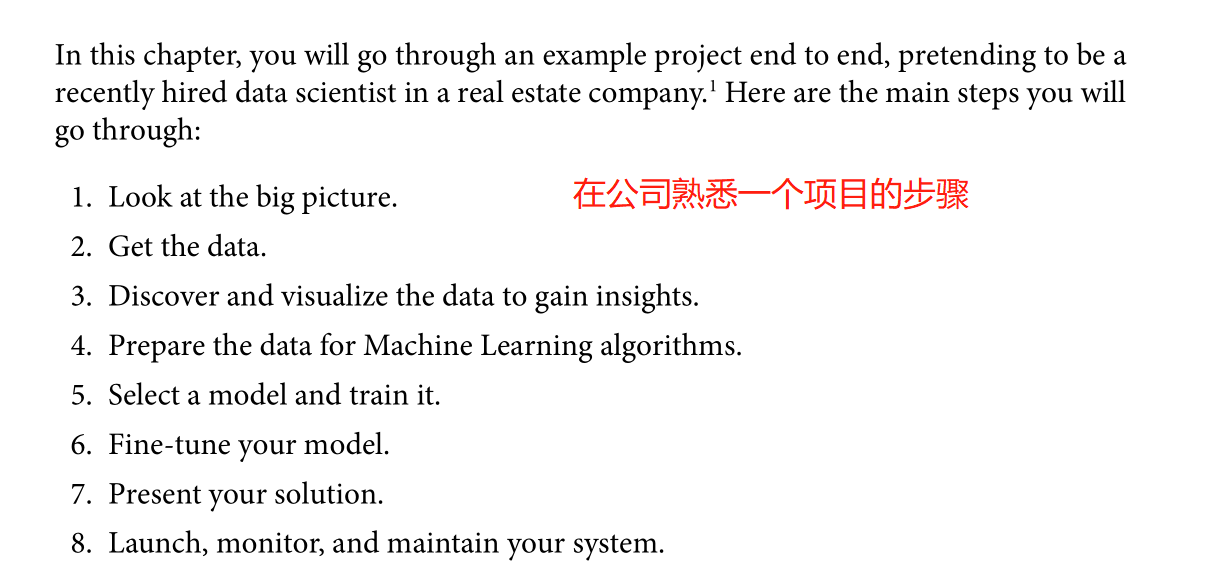 In this chapter, you will go through an example project end to end, pretending to be a
recently hired data scientist in a real estate company.¹ Here are the main steps you will
go through:
1. Look at the big picture.
在公司熟悉一个项目的步骤
2. Get the data.
3. Discover and visualize the data to gain insights.
4. Prepare the data for Machine Learning algorithms.
5. Select a model and train it.
6. Fine-tune your model.
7. Present your solution.
8. Launch, monitor, and maintain your system.